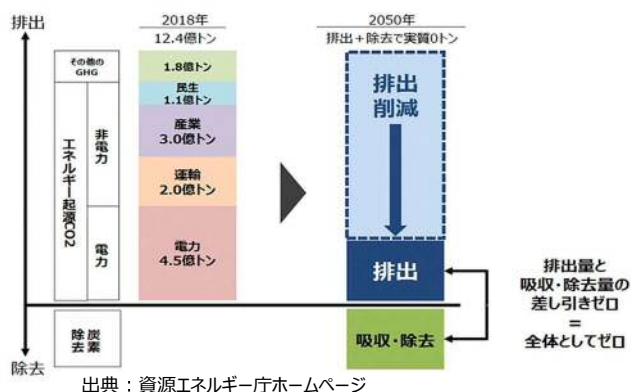 排出
2018年
12.4億トン
2050年
排出＋除去で実質0トン
その他の
GHG
エネルギー起源CO2
非電力
電力
1.8億トン
民生
1.1億トン
産業
3.0億トン
運輸
2.0億トン
電力
4.5億トン
排出
削減
排出
排出量と
吸収・除去量の
差し引きゼロ
＝
全体としてゼロ
炭素
除去
吸収・除去
除去
出典：資源エネルギー庁ホームページ